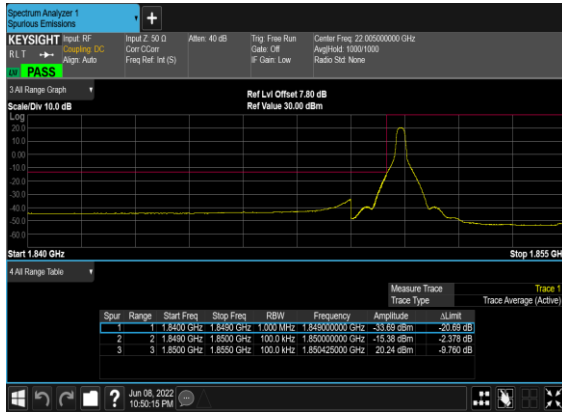 Spectrum Analyzer 1
Spurious Emissions
KEYSIGHT Input: RF Input Z: 50 Ω Atten: 40 dB Trig: Free Run Center Freq: 22.005000000 GHz
RLT Coupling: DC Corr CCorr Gate: Off Avg|Hold: 1000/1000
Align: Auto Freq Ref: Int (S) IF Gain: Low Radio Std: None
PASS
3 All Range Graph
Ref Lvl Offset 7.80 dB
Scale/Div 10.0 dB Ref Value 30.00 dBm
Log
20.0
10.0
0.00
-10.0
-20.0
-30.0
-40.0
-50.0
-60.0
Start 1.840 GHz Stop 1.855 GH
4 All Range Table
Measure Trace Trace 1
Trace Type Trace Average (Active)
Spur Range Start Freq Stop Freq RBW Frequency Amplitude ΔLimit
1 1 1.8400 GHz 1.8490 GHz 1.000 MHz 1.849000000 GHz -33.69 dBm -20.69 dB
2 2 1.8490 GHz 1.8500 GHz 100.0 kHz 1.850000000 GHz -15.38 dBm -2.378 dB
3 3 1.8500 GHz 1.8550 GHz 100.0 kHz 1.850425000 GHz 20.24 dBm -9.760 dB
Jun 08, 2022
10:50:15 PM